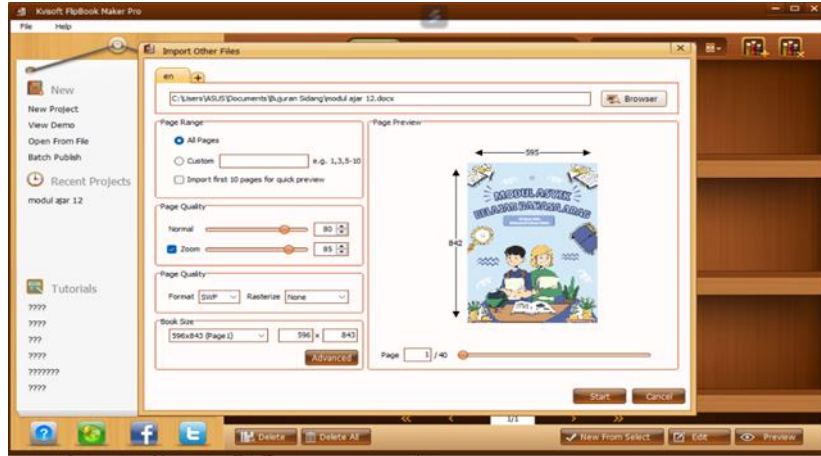 Kvisoft FlipBook Maker Pro
File Help
Import Other Files
en
C:\Users\ASUS\Documents\Bujuran Sidang\modul ajar 12.docx
Browser
New
New Project
View Demo
Open From File
Batch Publish
Recent Projects
modul ajar 12
Tutorials
????
????
???
????
???????
????
Page Range
All Pages
Custom e.g. 1,3,5-10
Import first 10 pages for quick preview
Page Quality
Normal 80
Zoom 85
Page Quality
Format SWF Rasterize None
Book Size
596x843 (Page 1) 596 x 843
Advanced
Page Preview
595
842
MODUL ASYIK
BELAJAR BAHASA ARAB
Page 1 / 40
Start Cancel
1/1
Delete Delete All New From Select Edit Preview